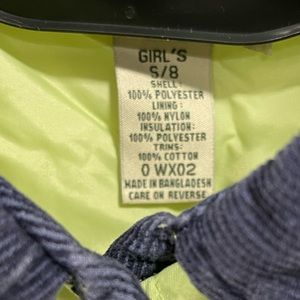 GIRL'S
S/8
SHELL:
100% POLYESTER
LINING:
100% NYLON
INSULATION:
100% POLYESTER
TRIMS:
100% COTTON
0 WX02
MADE IN BANGLADESH
CARE ON REVERSE